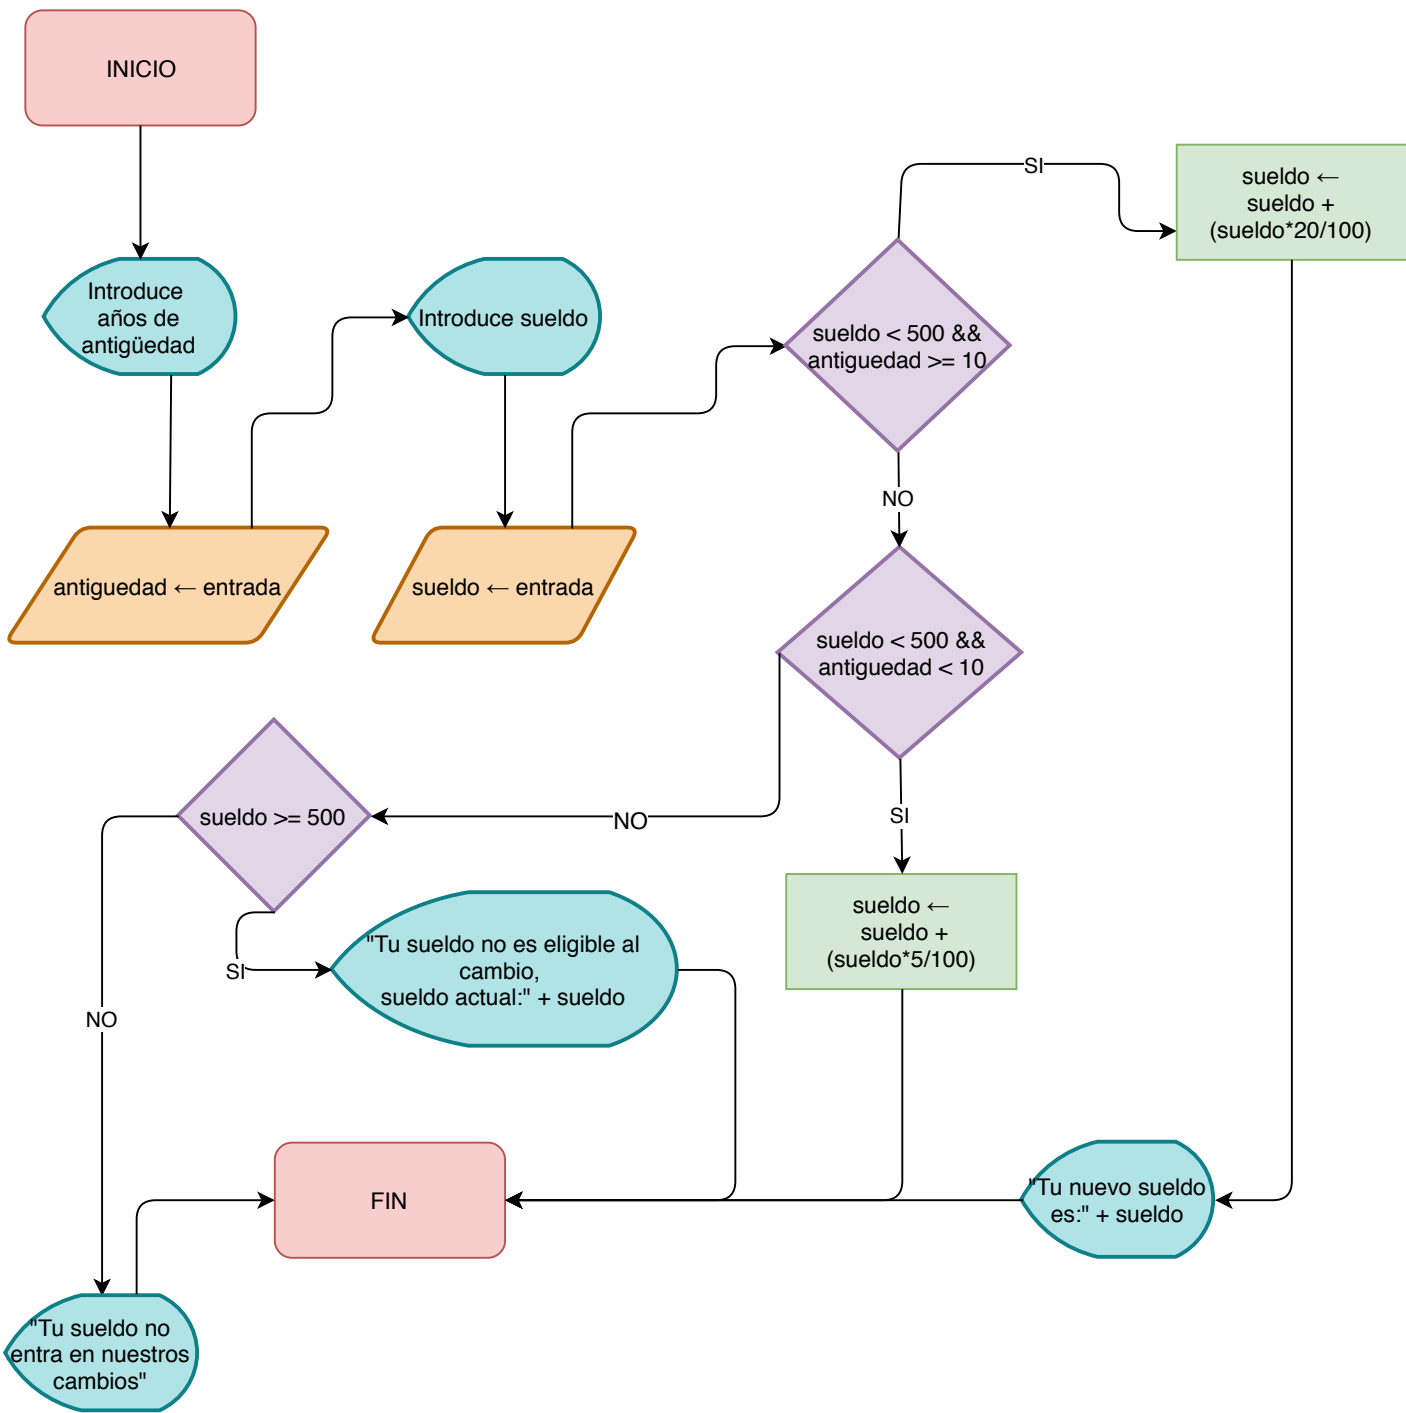 INICIO
Introduce
años de
antigüedad
antiguedad ← entrada
Introduce sueldo
sueldo ← entrada
sueldo < 500 &&
antiguedad >= 10
SI
sueldo ←
sueldo +
(sueldo*20/100)
NO
sueldo < 500 &&
antiguedad < 10
SI
sueldo ←
sueldo +
(sueldo*5/100)
NO
sueldo >= 500
SI
"Tu sueldo no es eligible al
cambio,
sueldo actual:" + sueldo
NO
"Tu sueldo no
entra en nuestros
cambios"
"Tu nuevo sueldo
es:" + sueldo
FIN